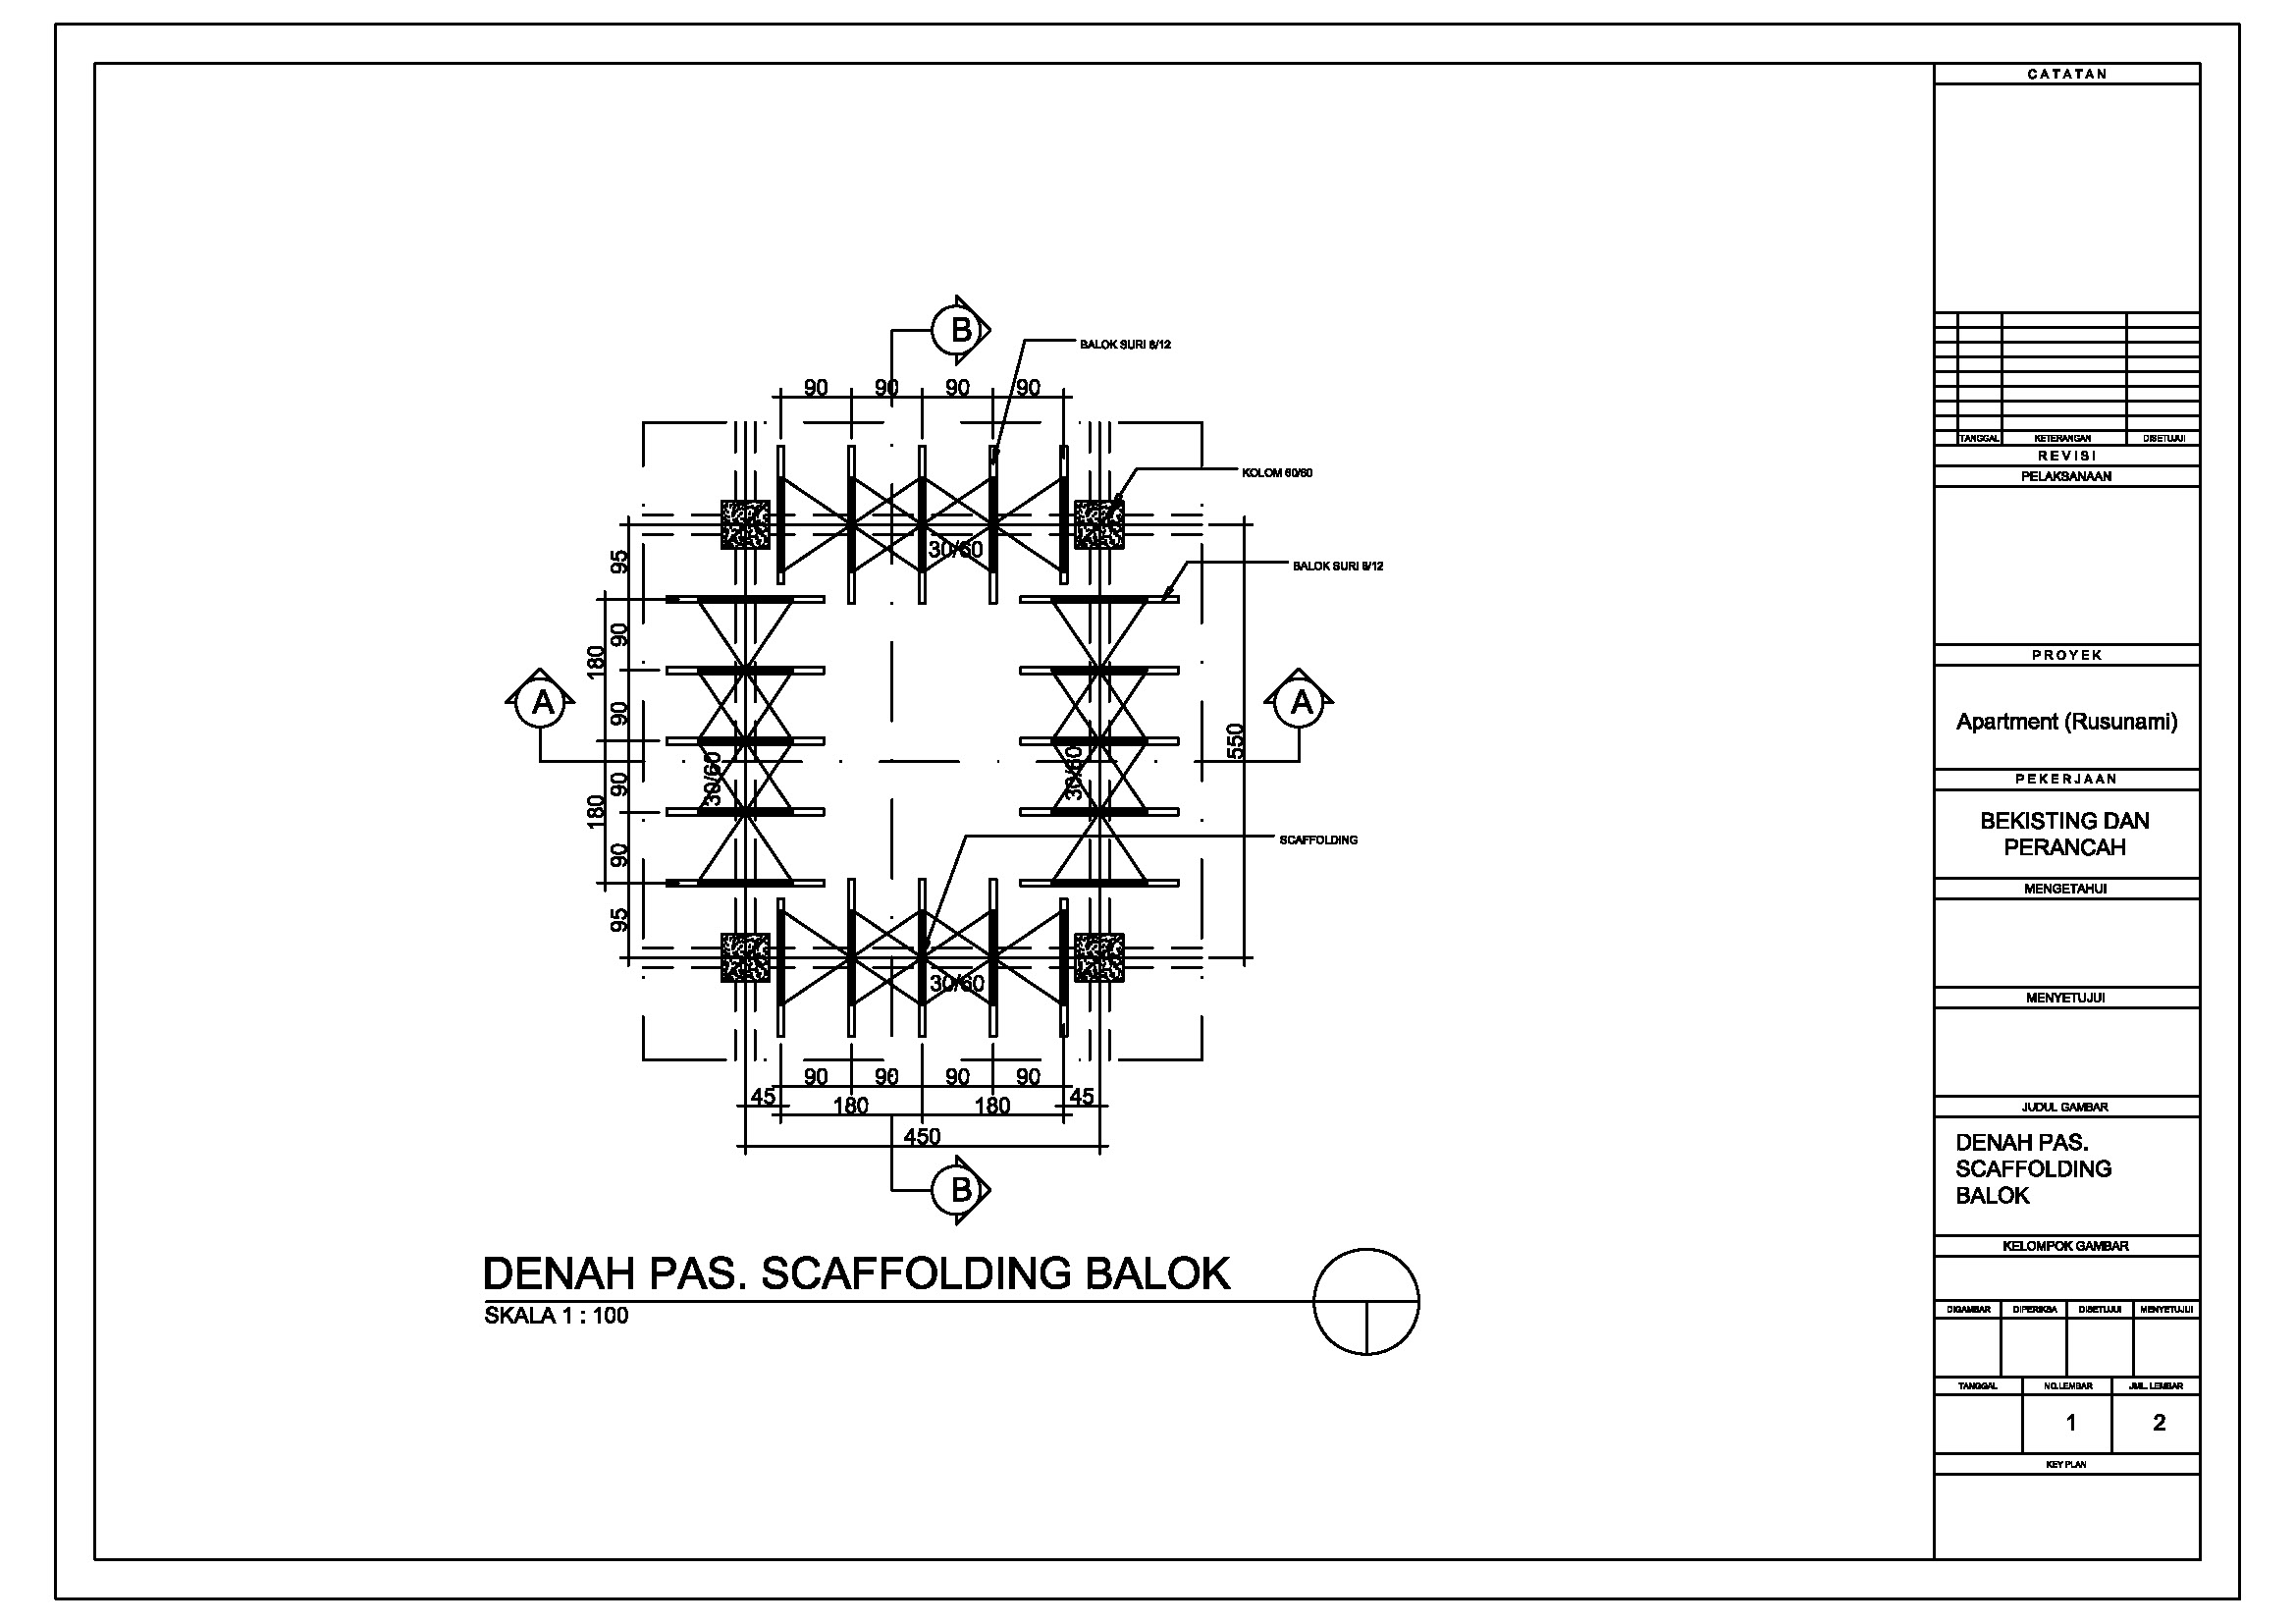 B
BALOK SURI 8/12
90
90
90
90
KOLOM 60/60
30/60
BALOK SURI 8/12
95
90
90
90
90
95
180
180
A
A
550
30/60
30/60
SCAFFOLDING
30/60
90
90
90
90
45
180
180
45
450
B
DENAH PAS. SCAFFOLDING BALOK
SKALA 1 : 100
CATATAN
TANGGAL KETERANGAN DISETUJUI
REVISI
PELAKSANAAN
PROYEK
Apartment (Rusunami)
PEKERJAAN
BEKISTING DAN
PERANCAH
MENGETAHUI
MENYETUJUI
JUDUL GAMBAR
DENAH PAS.
SCAFFOLDING
BALOK
KELOMPOK GAMBAR
DIGAMBAR DIPERIKSA DISETUJUI MENYETUJUI
TANGGAL NO.LEMBAR JML. LEMBAR
1 2
KEY PLAN